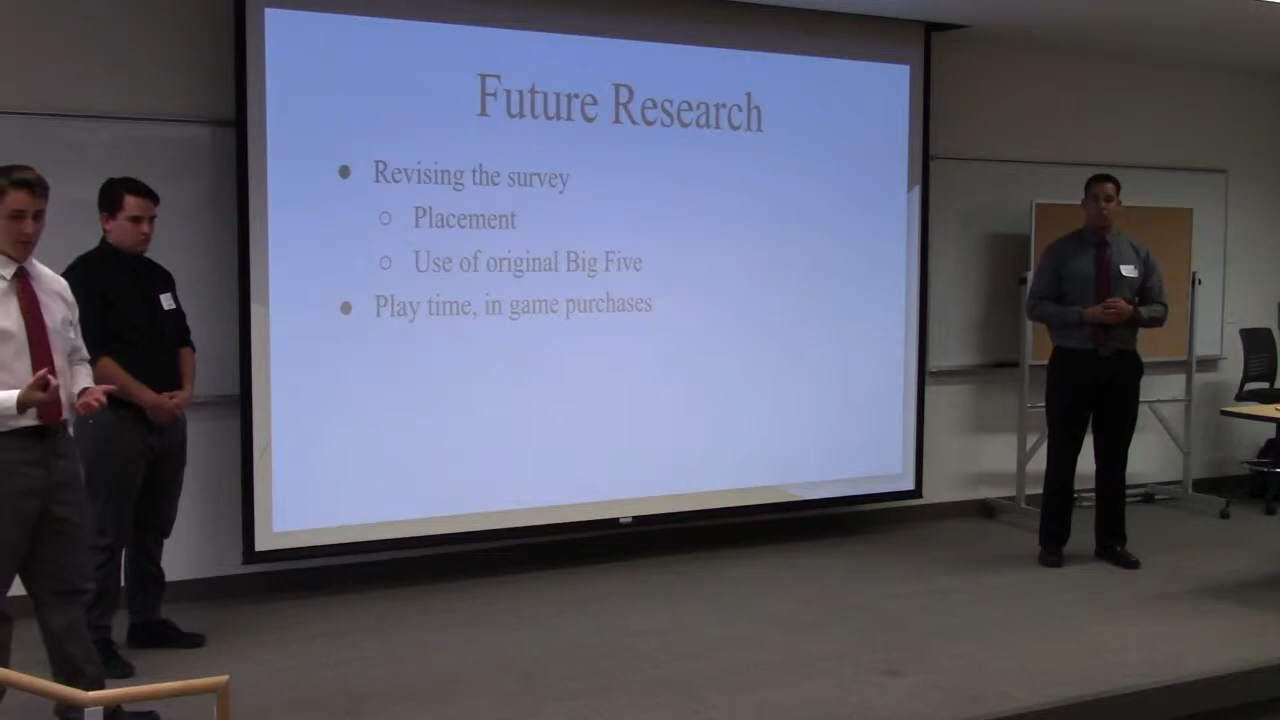 Future Research
● Revising the survey
○ Placement
○ Use of original Big Five
● Play time, in game purchases